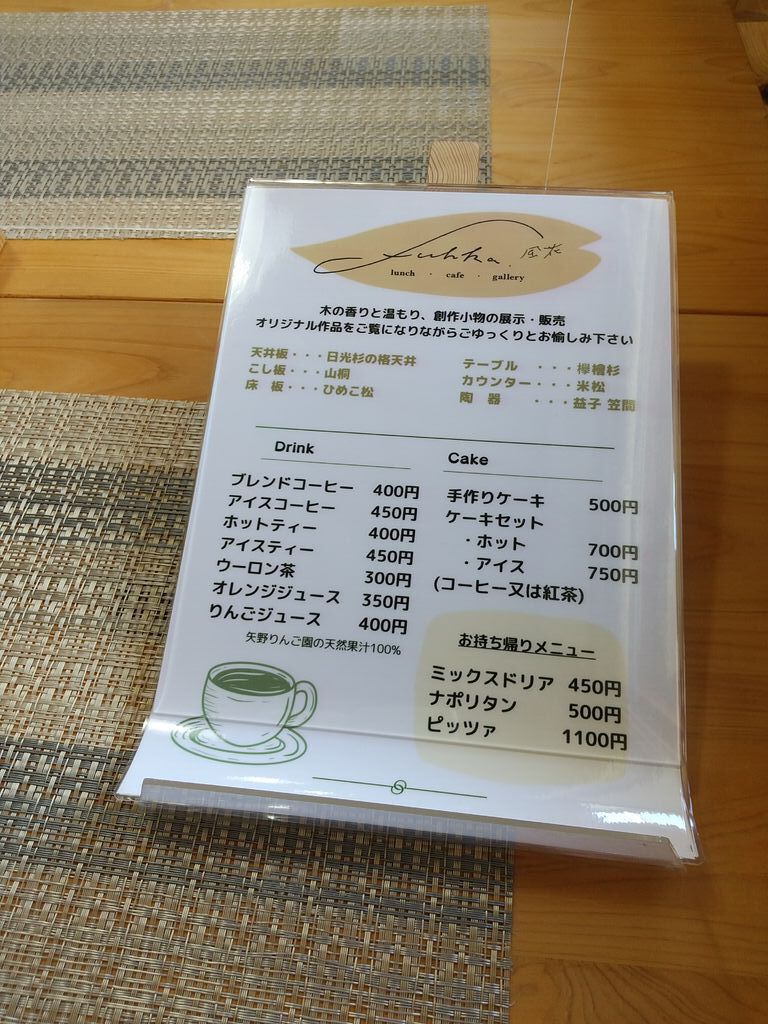 fuhka 風花
lunch ・ cafe ・ gallery
木の香りと温もり、創作小物の展示・販売
オリジナル作品をご覧になりながらごゆっくりとお愉しみ下さい
天井板・・・日光杉の格天井
こし板・・・山桐
床 板・・・ひめこ松
テーブル ・・・欅檜杉
カウンター・・・米松
陶 器 ・・・益子 笠間
Drink
ブレンドコーヒー 400円
アイスコーヒー 450円
ホットティー 400円
アイスティー 450円
ウーロン茶 300円
オレンジジュース 350円
りんごジュース 400円
矢野りんご園の天然果汁100%
Cake
手作りケーキ 500円
ケーキセット
・ホット 700円
・アイス 750円
(コーヒー又は紅茶)
お持ち帰りメニュー
ミックスドリア 450円
ナポリタン 500円
ピッツァ 1100円